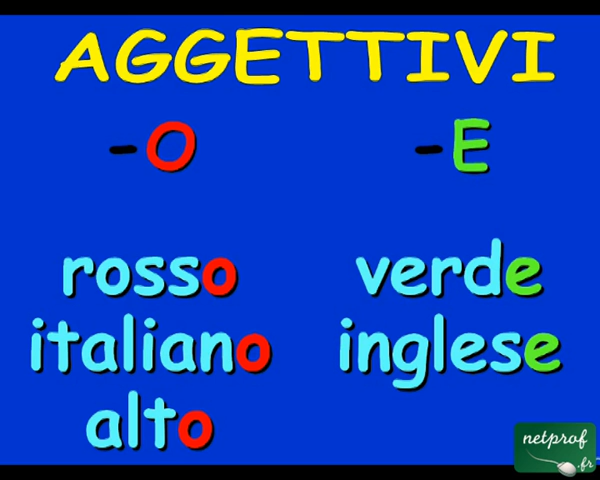 AGGETTIVI
-O -E
rosso verde
italiano inglese
alto
netprof
.fr